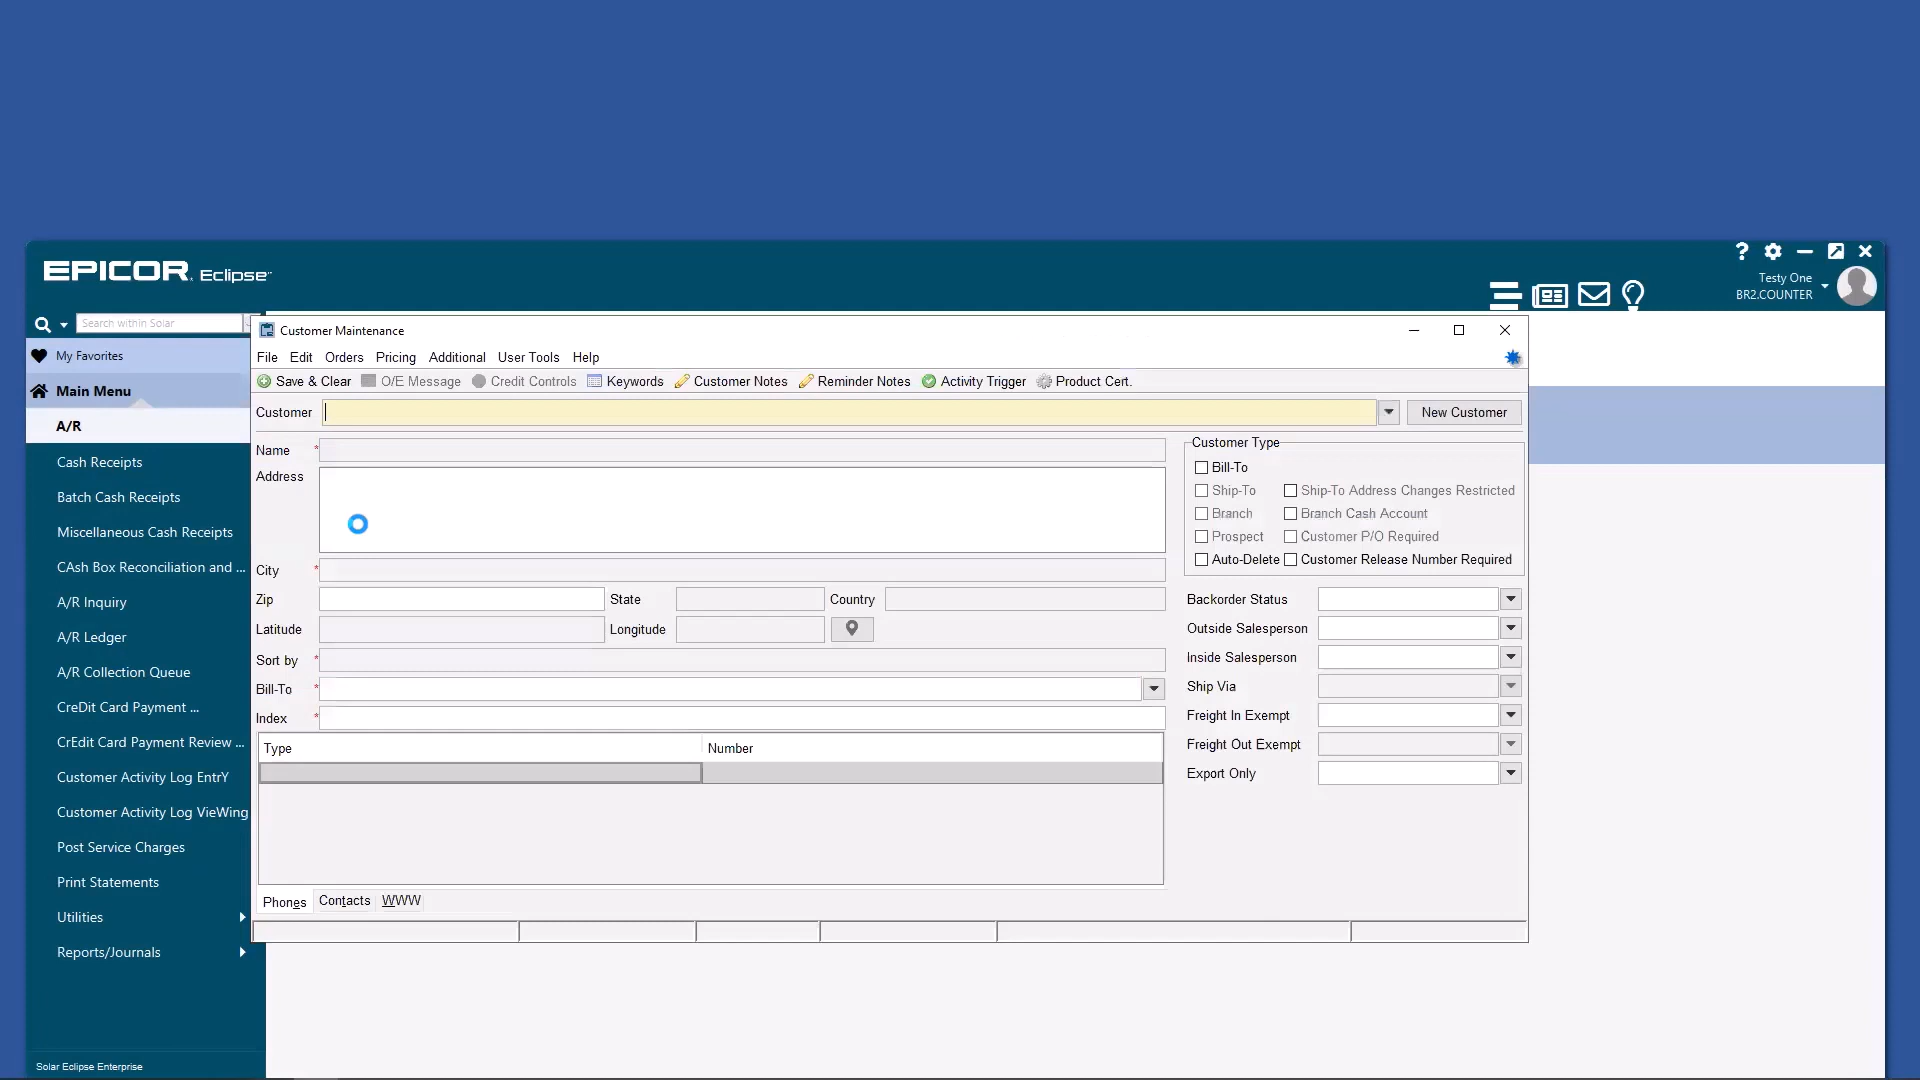 EPICOR Eclipse
?
Testy One
BR2.COUNTER
Search within Solar
My Favorites
Main Menu
A/R
Cash Receipts
Batch Cash Receipts
Miscellaneous Cash Receipts
CAsh Box Reconciliation and ...
A/R Inquiry
A/R Ledger
A/R Collection Queue
CreDit Card Payment ...
CrEdit Card Payment Review ...
Customer Activity Log EntrY
Customer Activity Log VieWing
Post Service Charges
Print Statements
Utilities
Reports/Journals
Solar Eclipse Enterprise
Customer Maintenance
File Edit Orders Pricing Additional User Tools Help
Save & Clear O/E Message Credit Controls Keywords Customer Notes Reminder Notes Activity Trigger Product Cert.
Customer New Customer
Name *
Address
City *
Zip State Country
Latitude Longitude
Sort by *
Bill-To *
Index *
Type Number
Phones Contacts WWW
Customer Type
Bill-To
Ship-To Ship-To Address Changes Restricted
Branch Branch Cash Account
Prospect Customer P/O Required
Auto-Delete Customer Release Number Required
Backorder Status
Outside Salesperson
Inside Salesperson
Ship Via
Freight In Exempt
Freight Out Exempt
Export Only